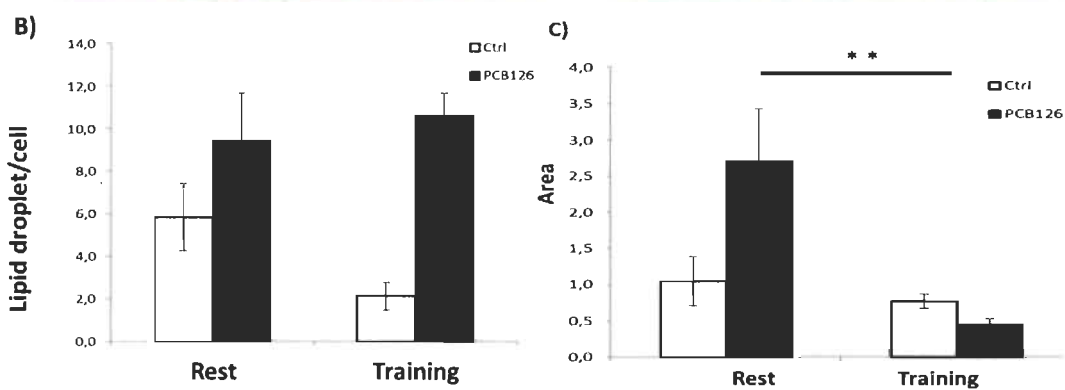 B)
Lipid droplet/cell
14,0
12,0
10,0
8,0
6,0
4,0
2,0
0,0
Ctrl
PCB126
Rest
Training
C)
Area
4,0
3,5
3,0
2,5
2,0
1,5
1,0
0,5
0,0
* *
Ctrl
PCB126
Rest
Training